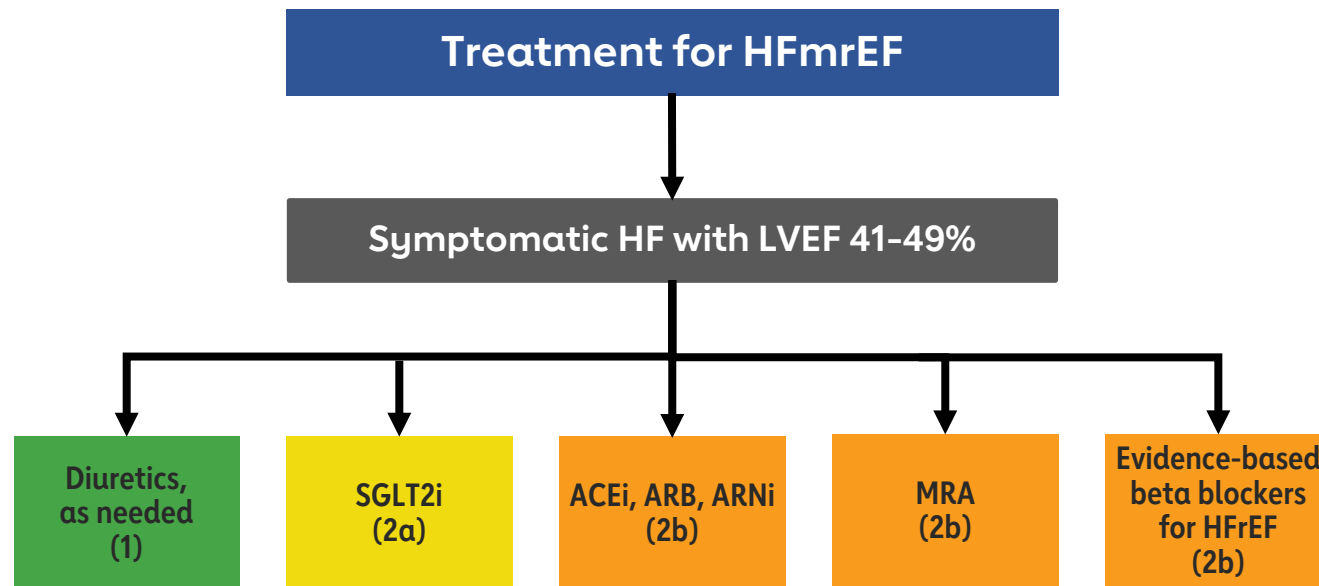 Treatment for HFmrEF
Symptomatic HF with LVEF 41-49%
Diuretics,
as needed
(1)
SGLT2i
(2a)
ACEi, ARB, ARNi
(2b)
MRA
(2b)
Evidence-based
beta blockers
for HFrEF
(2b)